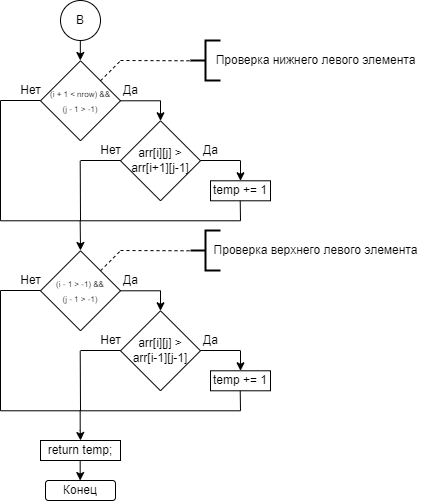 B
Проверка нижнего левого элемента
Нет
(i + 1 < nrow) &&
(j - 1 > -1)
Да
Нет
arr[i][j] >
arr[i+1][j-1]
Да
temp += 1
Проверка верхнего левого элемента
Нет
(i - 1 > -1) &&
(j - 1 > -1)
Да
Нет
arr[i][j] >
arr[i-1][j-1]
Да
temp += 1
return temp;
Конец